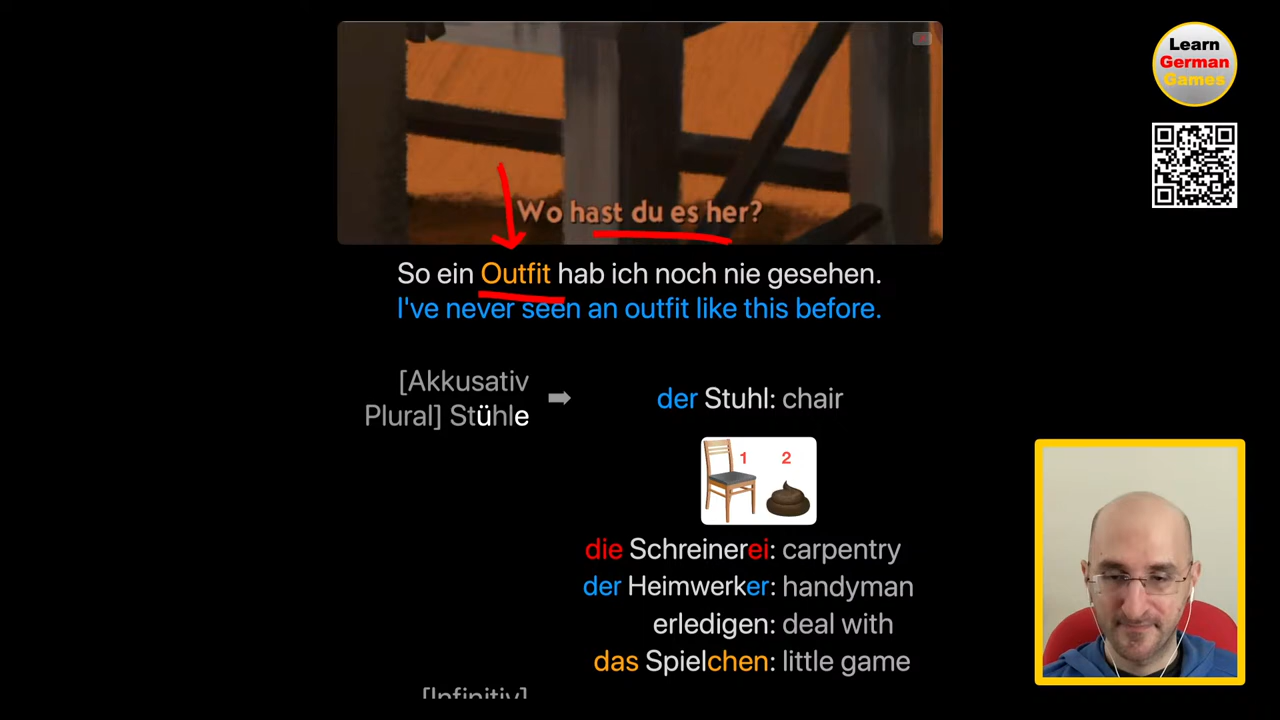 Learn
German
Games
Wo hast du es her?
So ein Outfit hab ich noch nie gesehen.
I've never seen an outfit like this before.
[Akkusativ
Plural] Stühle
➡
der Stuhl: chair
1 2
die Schreinerei: carpentry
der Heimwerker: handyman
erledigen: deal with
das Spielchen: little game
[Infinitiv]